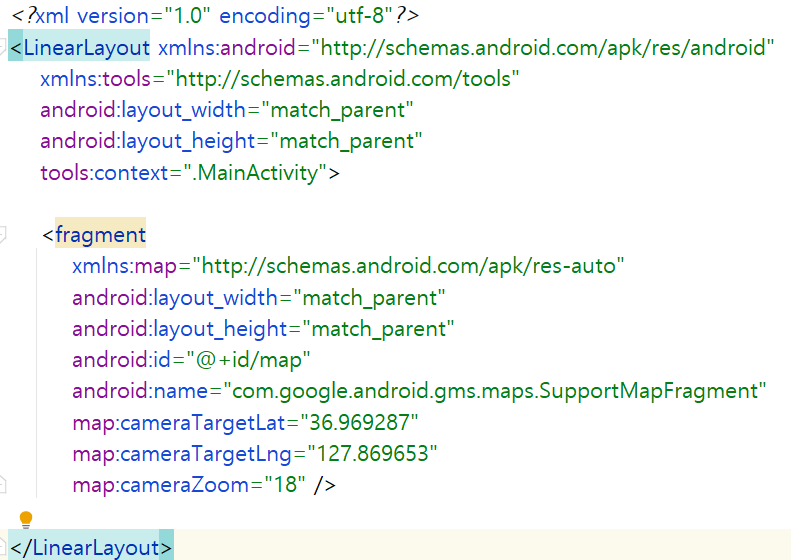 <?xml version="1.0" encoding="utf-8"?>
<LinearLayout xmlns:android="http://schemas.android.com/apk/res/android"
xmlns:tools="http://schemas.android.com/tools"
android:layout_width="match_parent"
android:layout_height="match_parent"
tools:context=".MainActivity">
<fragment
xmlns:map="http://schemas.android.com/apk/res-auto"
android:layout_width="match_parent"
android:layout_height="match_parent"
android:id="@+id/map"
android:name="com.google.android.gms.maps.SupportMapFragment"
map:cameraTargetLat="36.969287"
map:cameraTargetLng="127.869653"
map:cameraZoom="18" />
</LinearLayout>